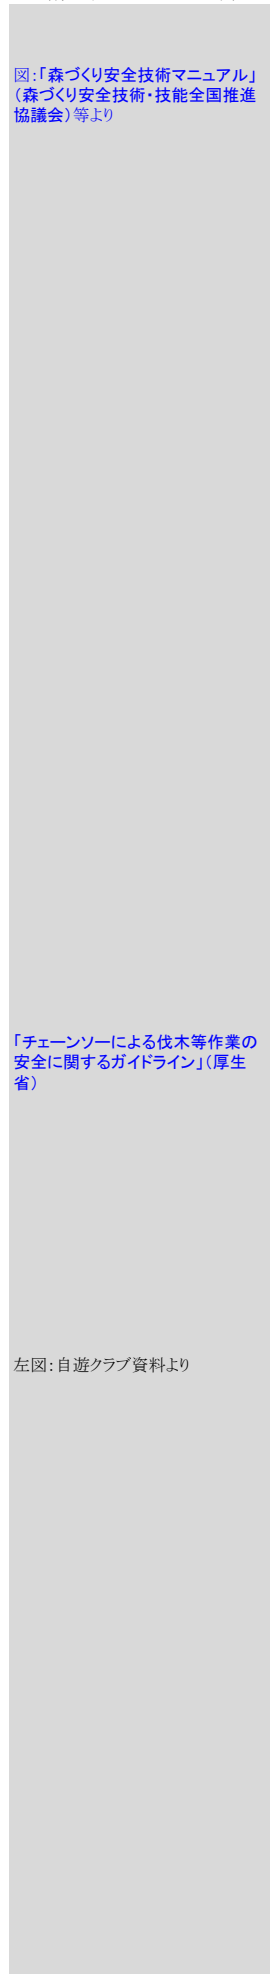 図：「森づくり安全技術マニュアル」
（森づくり安全技術・技能全国推進
協議会）等より
「チェーンソーによる伐木等作業の
安全に関するガイドライン」（厚生
省）
左図：自遊クラブ資料より